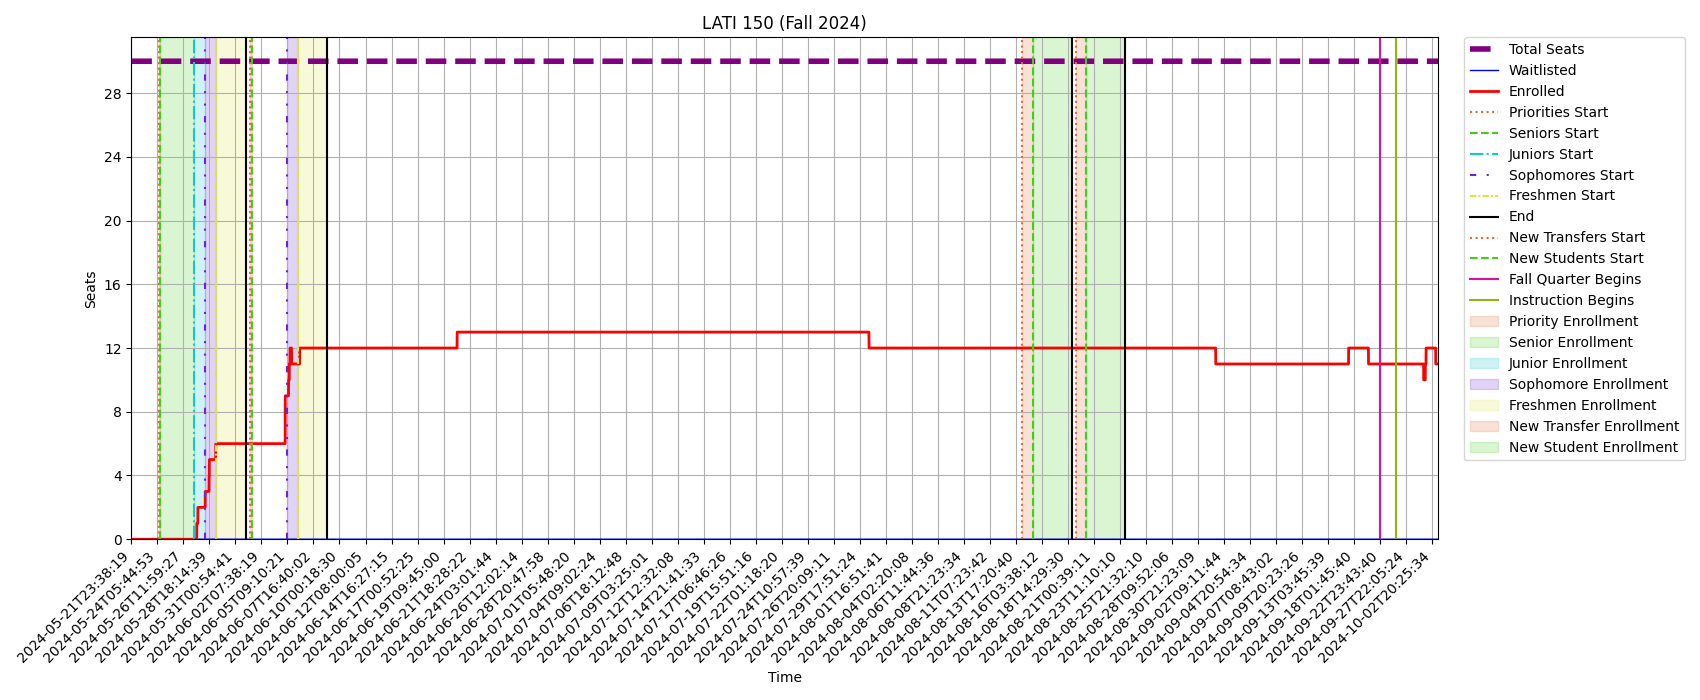 LATI 150 (Fall 2024)
Seats
28
24
20
16
12
8
4
0
2024-05-21T23:38:19
2024-05-24T05:44:53
2024-05-26T11:59:27
2024-05-28T18:14:39
2024-05-31T00:54:41
2024-06-02T07:38:19
2024-06-05T09:10:21
2024-06-07T16:40:02
2024-06-10T00:18:30
2024-06-12T08:00:05
2024-06-14T16:27:15
2024-06-17T00:52:25
2024-06-19T09:45:00
2024-06-21T18:28:22
2024-06-24T03:01:44
2024-06-26T12:02:14
2024-06-28T20:47:58
2024-07-01T05:48:20
2024-07-04T09:02:24
2024-07-06T18:12:48
2024-07-09T03:25:01
2024-07-12T12:32:08
2024-07-14T21:41:33
2024-07-17T06:46:26
2024-07-19T15:51:16
2024-07-22T01:18:20
2024-07-24T10:57:39
2024-07-26T20:09:11
2024-07-29T17:51:24
2024-08-01T16:51:41
2024-08-04T02:20:08
2024-08-06T11:44:36
2024-08-08T21:23:34
2024-08-11T07:23:42
2024-08-13T17:20:40
2024-08-16T03:38:12
2024-08-18T14:29:30
2024-08-21T00:39:11
2024-08-23T11:10:10
2024-08-25T21:32:10
2024-08-28T09:52:06
2024-08-30T21:23:09
2024-09-02T09:11:44
2024-09-04T20:54:34
2024-09-07T08:43:02
2024-09-09T20:23:26
2024-09-13T03:45:39
2024-09-18T01:45:40
2024-09-22T23:43:40
2024-09-27T22:05:24
2024-10-02T20:25:34
Time
Total Seats
Waitlisted
Enrolled
Priorities Start
Seniors Start
Juniors Start
Sophomores Start
Freshmen Start
End
New Transfers Start
New Students Start
Fall Quarter Begins
Instruction Begins
Priority Enrollment
Senior Enrollment
Junior Enrollment
Sophomore Enrollment
Freshmen Enrollment
New Transfer Enrollment
New Student Enrollment